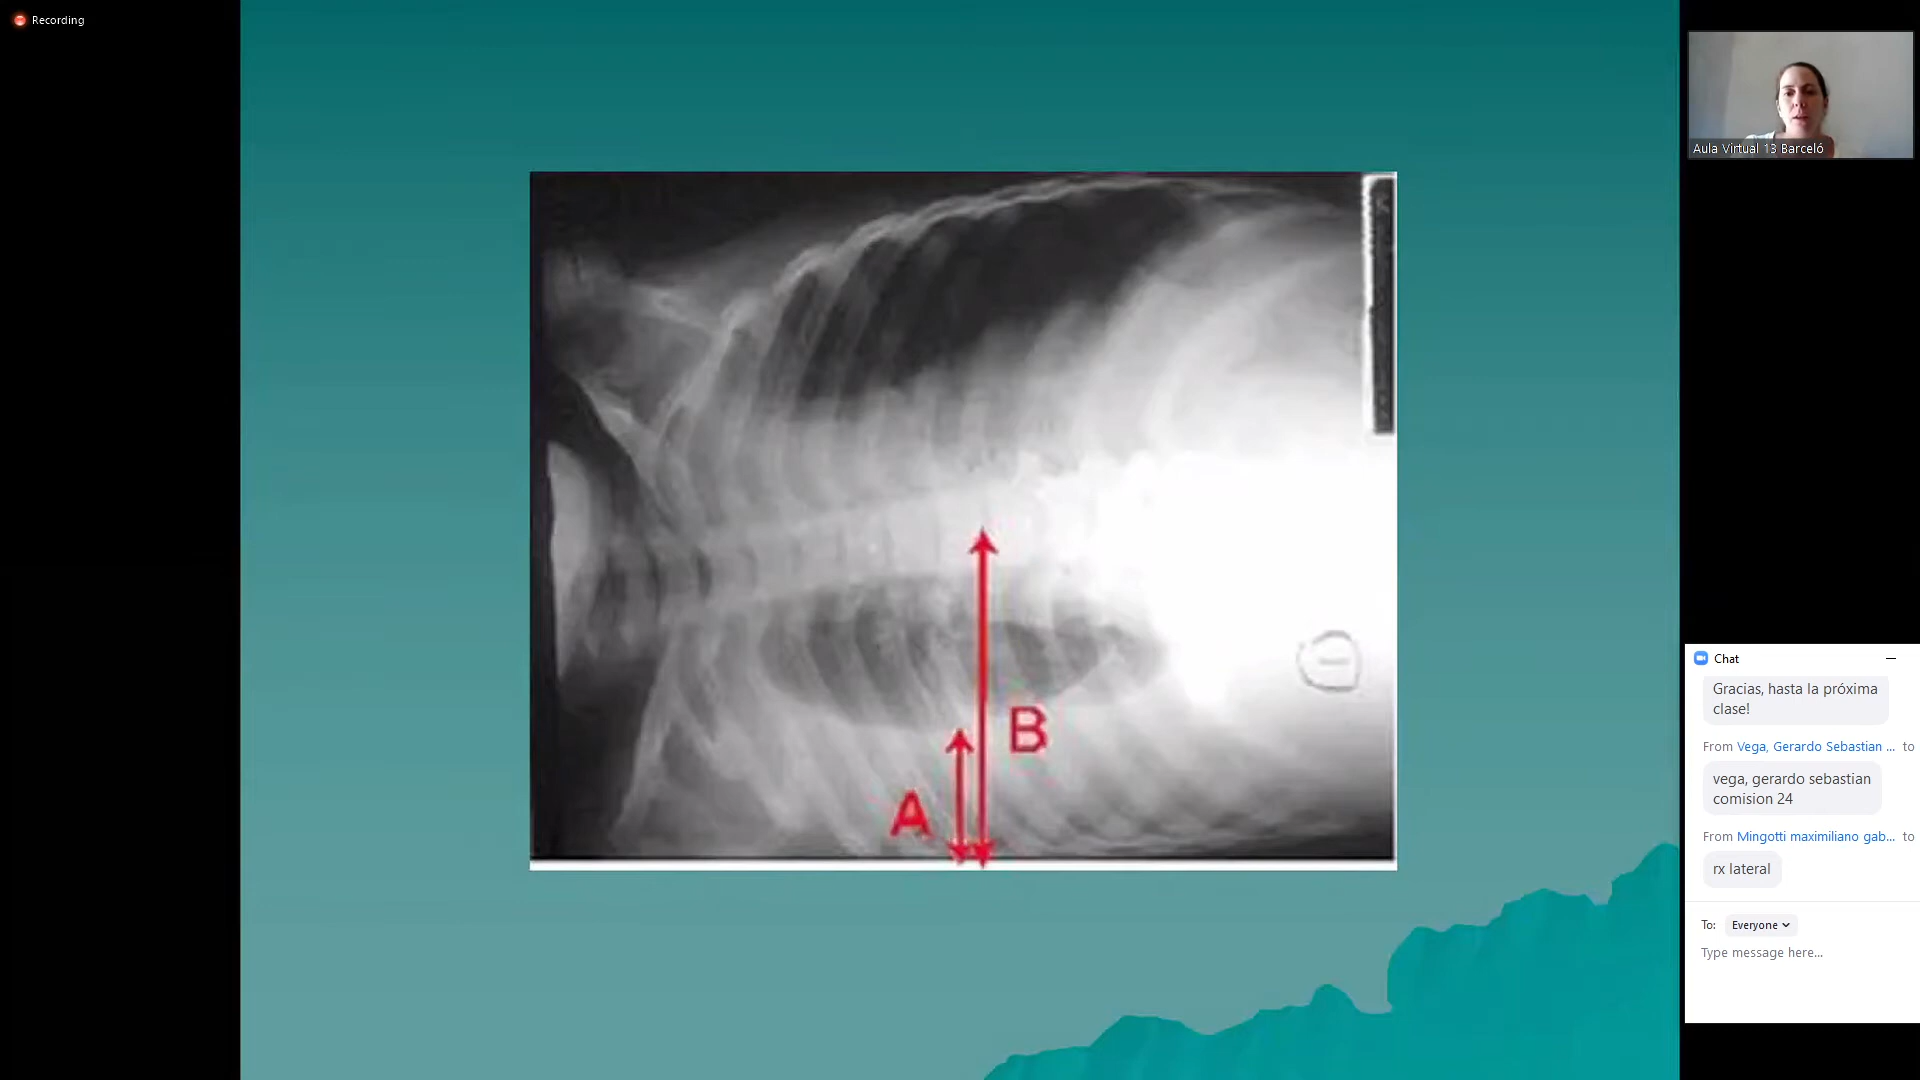 Recording
Aula Virtual 13 Barceló
B
A
Chat
Gracias, hasta la próxima
clase!
From Vega, Gerardo Sebastian ... to
vega, gerardo sebastian
comision 24
From Mingotti maximiliano gab... to
rx lateral
To: Everyone
Type message here...